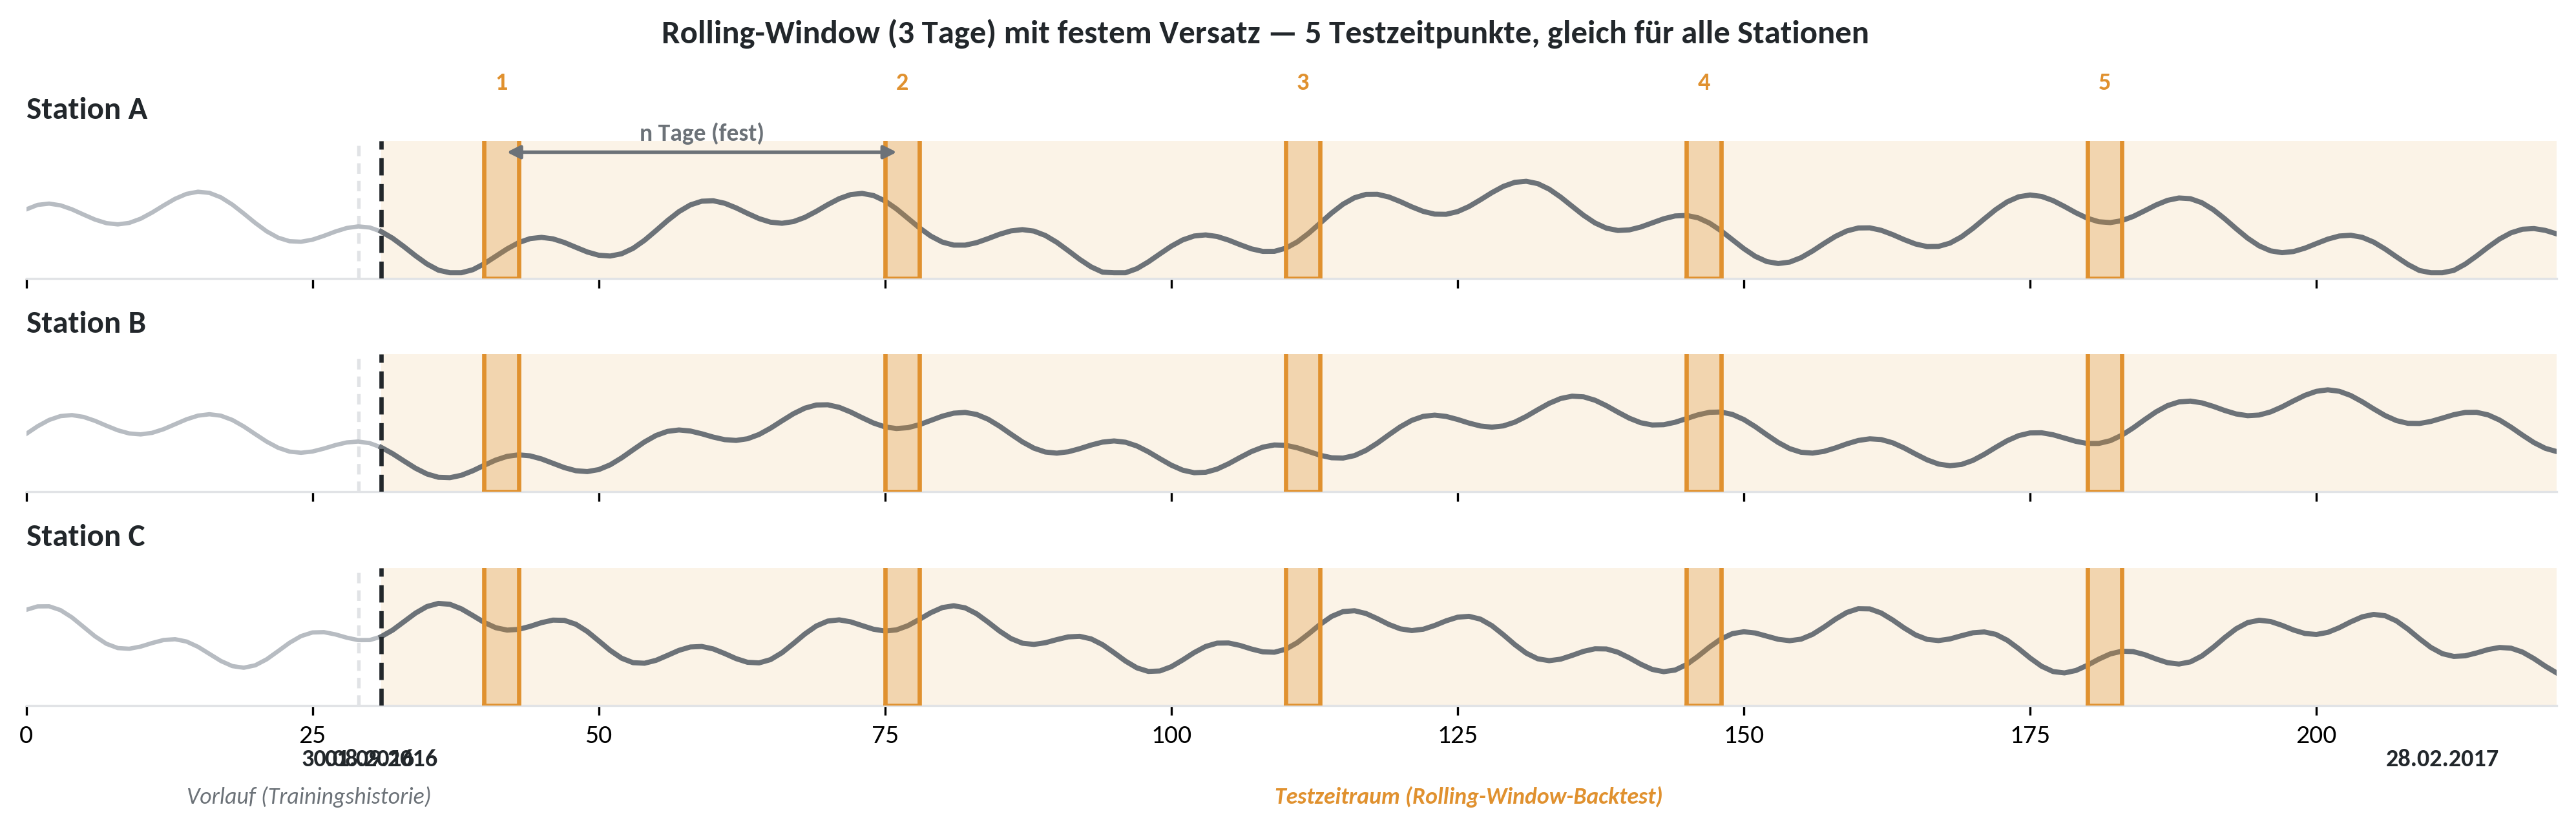 Rolling-Window (3 Tage) mit festem Versatz — 5 Testzeitpunkte, gleich für alle Stationen
1 2 3 4 5
Station A
n Tage (fest)
Station B
Station C
0 25 50 75 100 125 150 175 200
28.02.2017
Vorlauf (Trainingshistorie) Testzeitraum (Rolling-Window-Backtest)